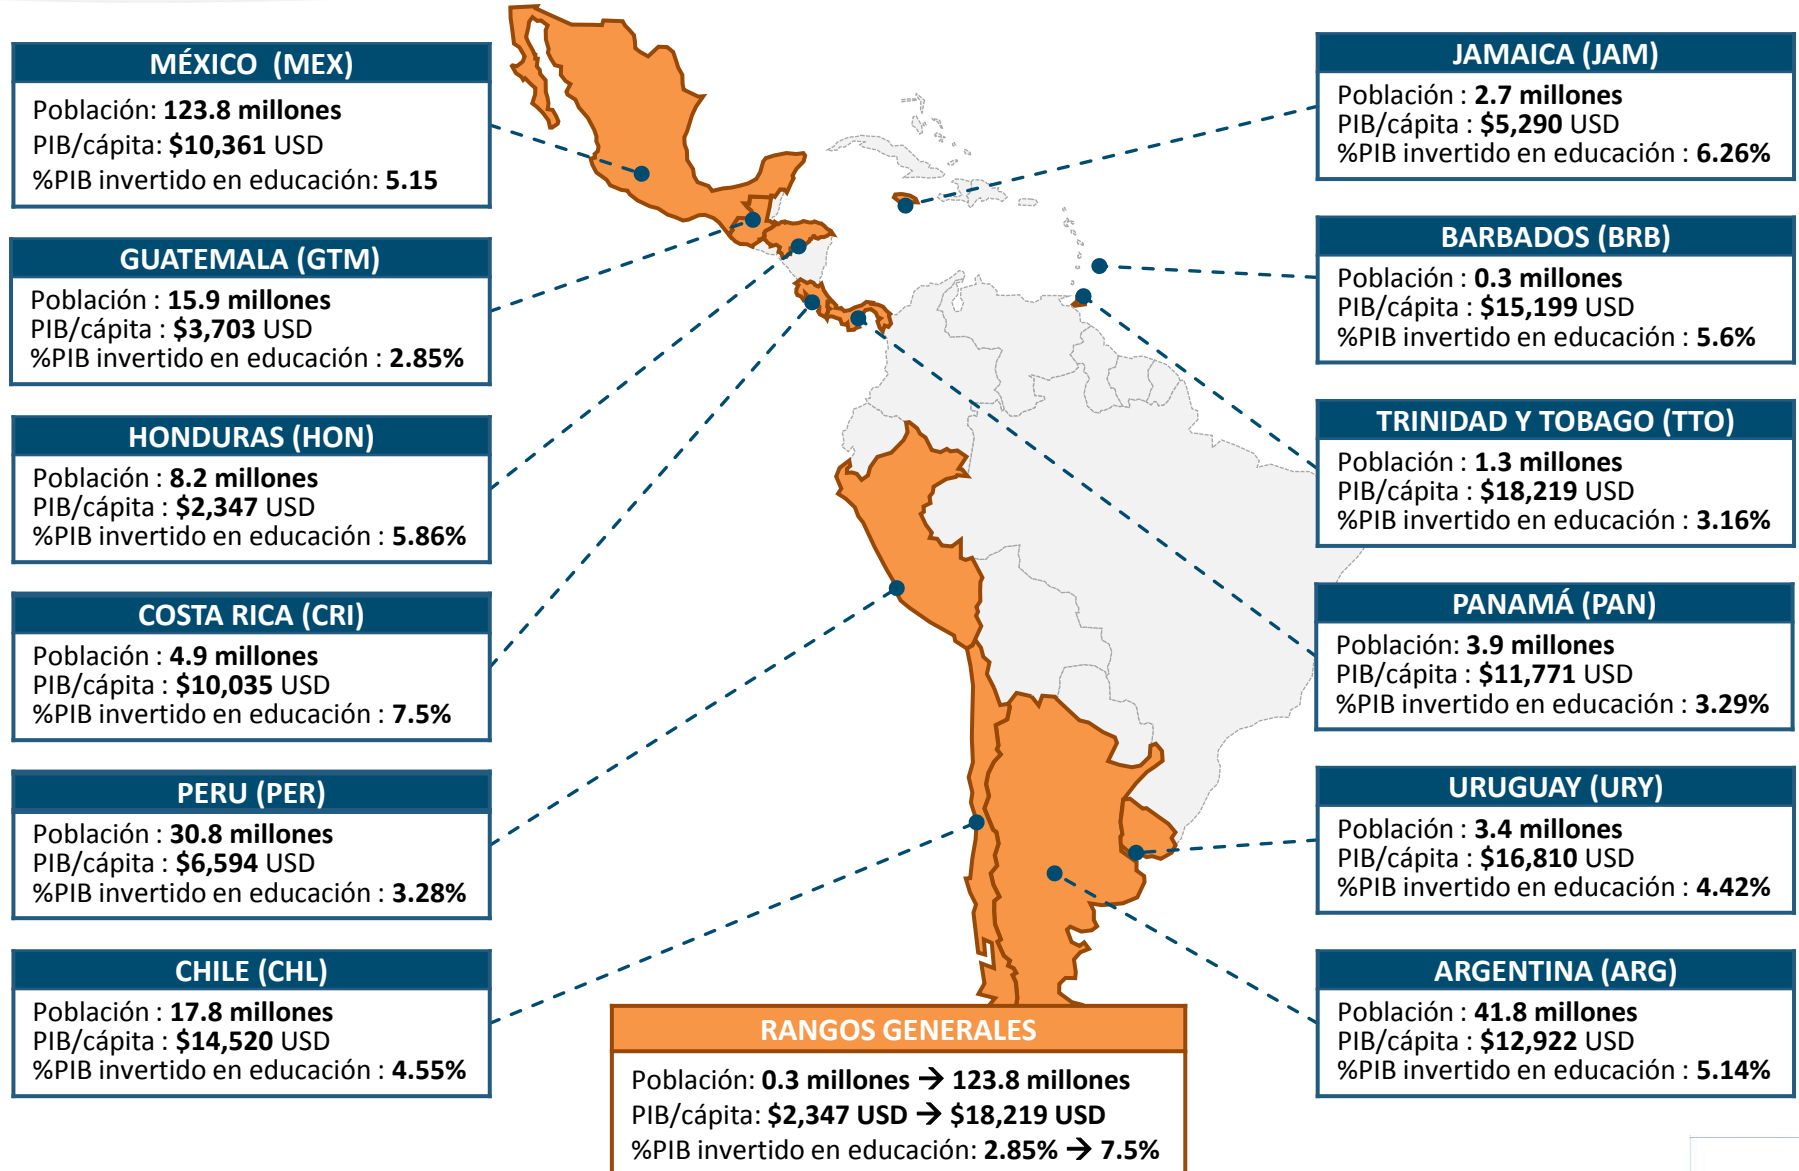 MÉXICO (MEX)
Población: 123.8 millones
PIB/cápita: $10,361 USD
%PIB invertido en educación: 5.15
GUATEMALA (GTM)
Población : 15.9 millones
PIB/cápita : $3,703 USD
%PIB invertido en educación : 2.85%
HONDURAS (HON)
Población : 8.2 millones
PIB/cápita : $2,347 USD
%PIB invertido en educación : 5.86%
COSTA RICA (CRI)
Población : 4.9 millones
PIB/cápita : $10,035 USD
%PIB invertido en educación : 7.5%
PERU (PER)
Población : 30.8 millones
PIB/cápita : $6,594 USD
%PIB invertido en educación : 3.28%
CHILE (CHL)
Población : 17.8 millones
PIB/cápita : $14,520 USD
%PIB invertido en educación : 4.55%
JAMAICA (JAM)
Población : 2.7 millones
PIB/cápita : $5,290 USD
%PIB invertido en educación : 6.26%
BARBADOS (BRB)
Población : 0.3 millones
PIB/cápita : $15,199 USD
%PIB invertido en educación : 5.6%
TRINIDAD Y TOBAGO (TTO)
Población : 1.3 millones
PIB/cápita : $18,219 USD
%PIB invertido en educación : 3.16%
PANAMÁ (PAN)
Población: 3.9 millones
PIB/cápita : $11,771 USD
%PIB invertido en educación : 3.29%
URUGUAY (URY)
Población : 3.4 millones
PIB/cápita : $16,810 USD
%PIB invertido en educación : 4.42%
ARGENTINA (ARG)
Población : 41.8 millones
PIB/cápita : $12,922 USD
%PIB invertido en educación : 5.14%
RANGOS GENERALES
Población: 0.3 millones → 123.8 millones
PIB/cápita: $2,347 USD → $18,219 USD
%PIB invertido en educación: 2.85% → 7.5%